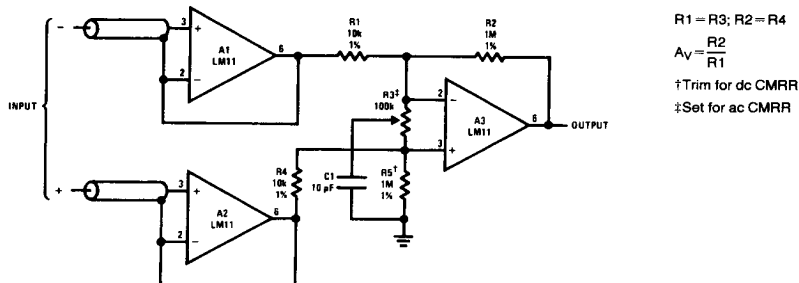 R1
10k
1%
R2
1M
1%
R1=R3; R2=R4
A_V = R2/R1
†Trim for dc CMRR
‡Set for ac CMRR
−
3
+
A1
LM11
6
2
−
INPUT
R3‡
100k
2
−
A3
LM11
6
OUTPUT
3
+
R4
10k
1%
C1
10 pF
R5†
1M
1%
+
3
+
A2
LM11
6
2
−